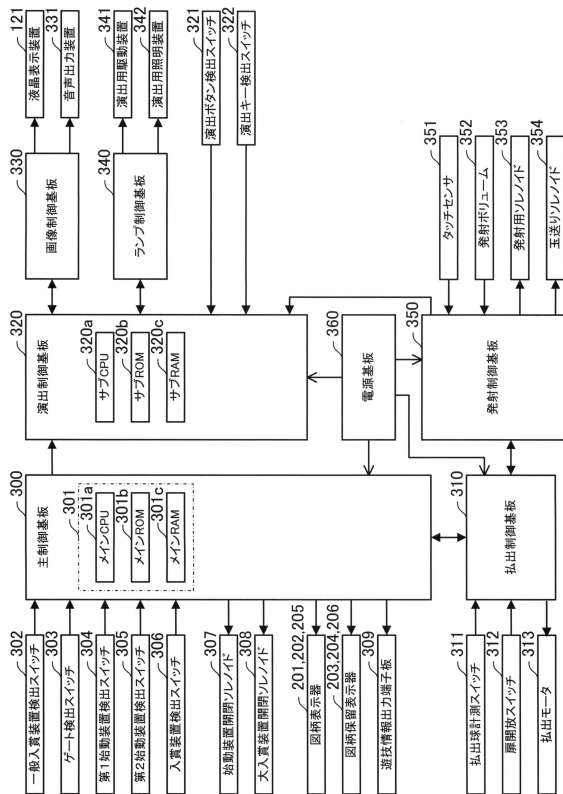 302
一般入賞装置検出スイッチ
303
ゲート検出スイッチ
304
第1始動装置検出スイッチ
305
第2始動装置検出スイッチ
306
入賞装置検出スイッチ
307
始動装置開閉ソレノイド
308
大入賞装置開閉ソレノイド
201,202,205
図柄表示器
203,204,206
図柄保留表示器
309
遊技情報出力端子板
311
払出球計測スイッチ
312
扉開放スイッチ
313
払出モータ
300
主制御基板
301
301a
メインCPU
301b
メインROM
301c
メインRAM
310
払出制御基板
320
演出制御基板
320a
サブCPU
320b
サブROM
320c
サブRAM
360
電源基板
350
発射制御基板
330
画像制御基板
340
ランプ制御基板
121
液晶表示装置
331
音声出力装置
341
演出用駆動装置
342
演出用照明装置
321
演出ボタン検出スイッチ
322
演出キー検出スイッチ
351
タッチセンサ
352
発射ボリューム
353
発射用ソレノイド
354
玉送りソレノイド